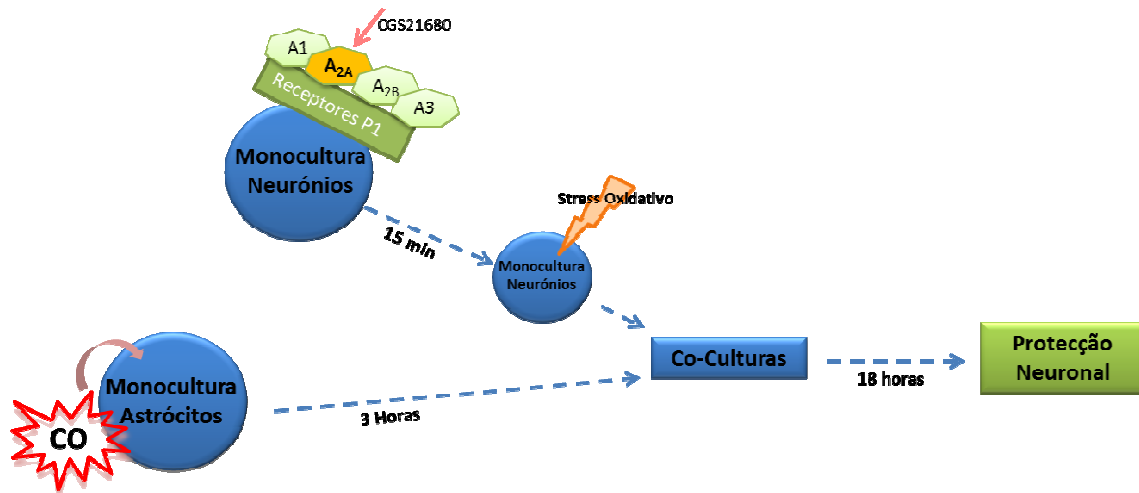 CGS21680
A1
A2A
A2B
A3
Receptores P1
Monocultura
Neurónios
15 min
Stress Oxidativo
Monocultura
Neurónios
Co-Culturas
18 horas
Protecção
Neuronal
Monocultura
Astrócitos
CO
3 Horas